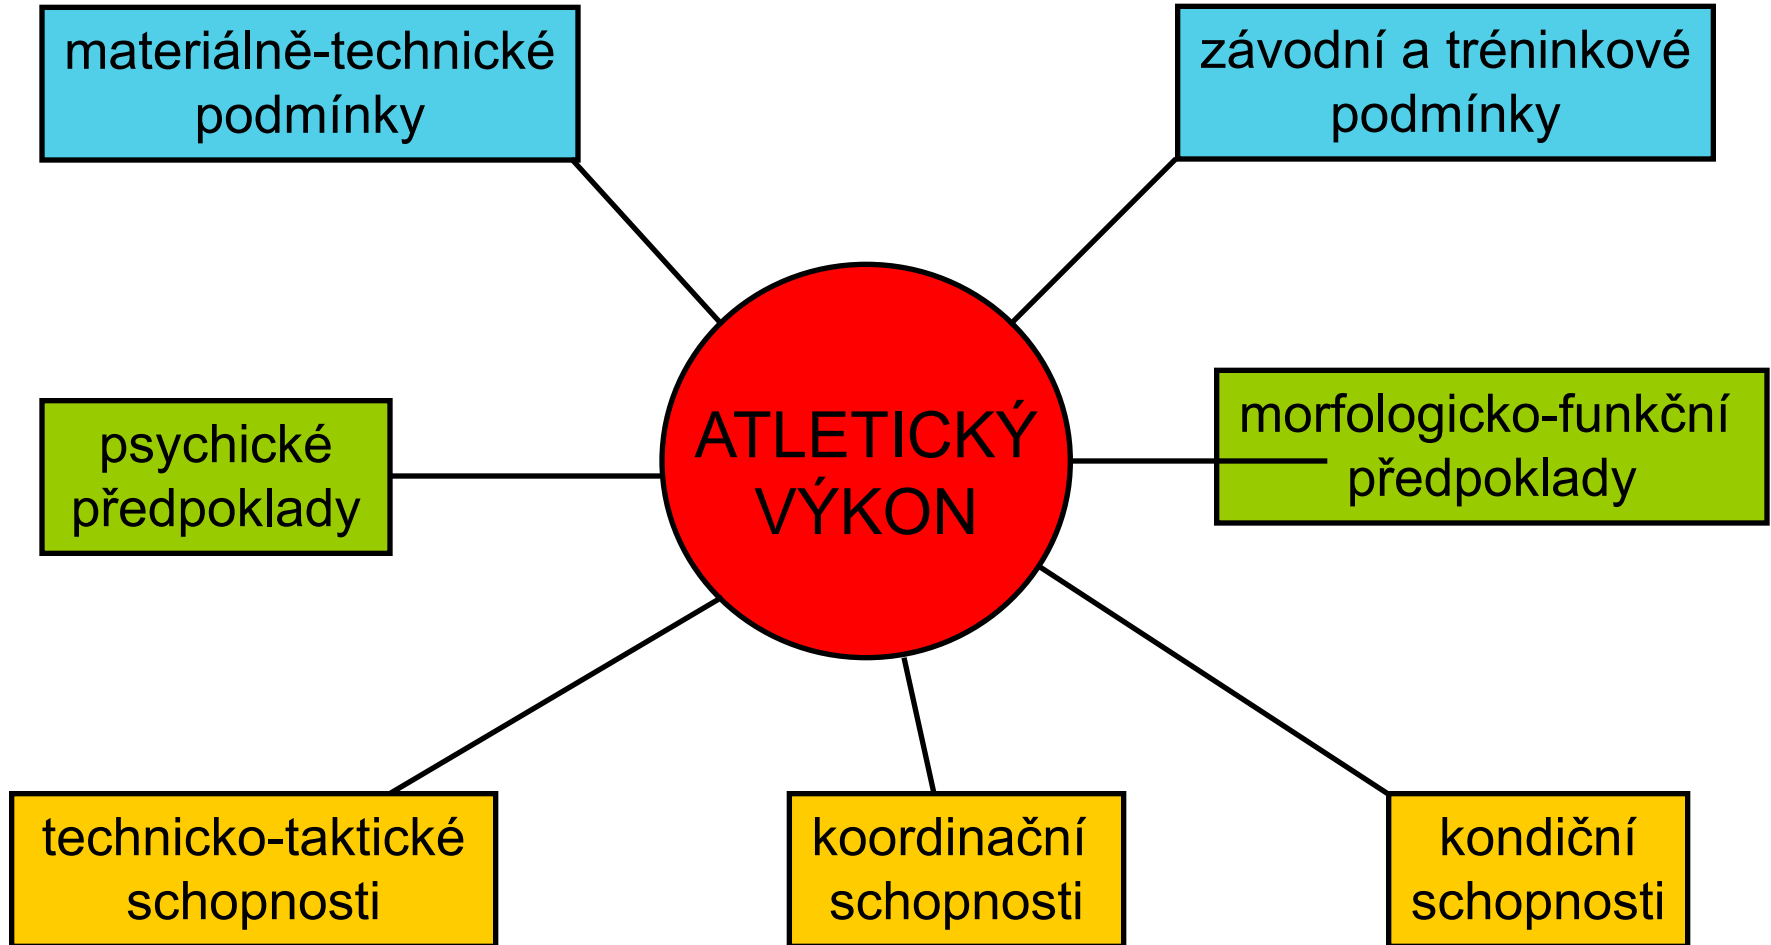 materiálně-technické
podmínky
závodní a tréninkové
podmínky
psychické
předpoklady
ATLETICKÝ
VÝKON
morfologicko-funkční
předpoklady
technicko-taktické
schopnosti
koordinační
schopnosti
kondiční
schopnosti